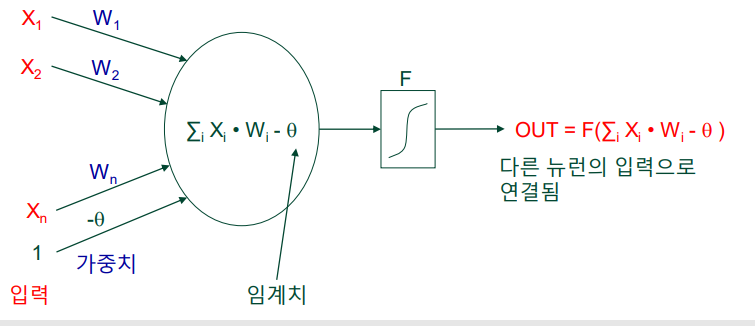 X₁ W₁
X₂ W₂
F
∑ᵢ Xᵢ • Wᵢ - θ
OUT = F(∑ᵢ Xᵢ • Wᵢ - θ )
다른 뉴런의 입력으로
연결됨
Wₙ
Xₙ
-θ
1
가중치
입력
임계치